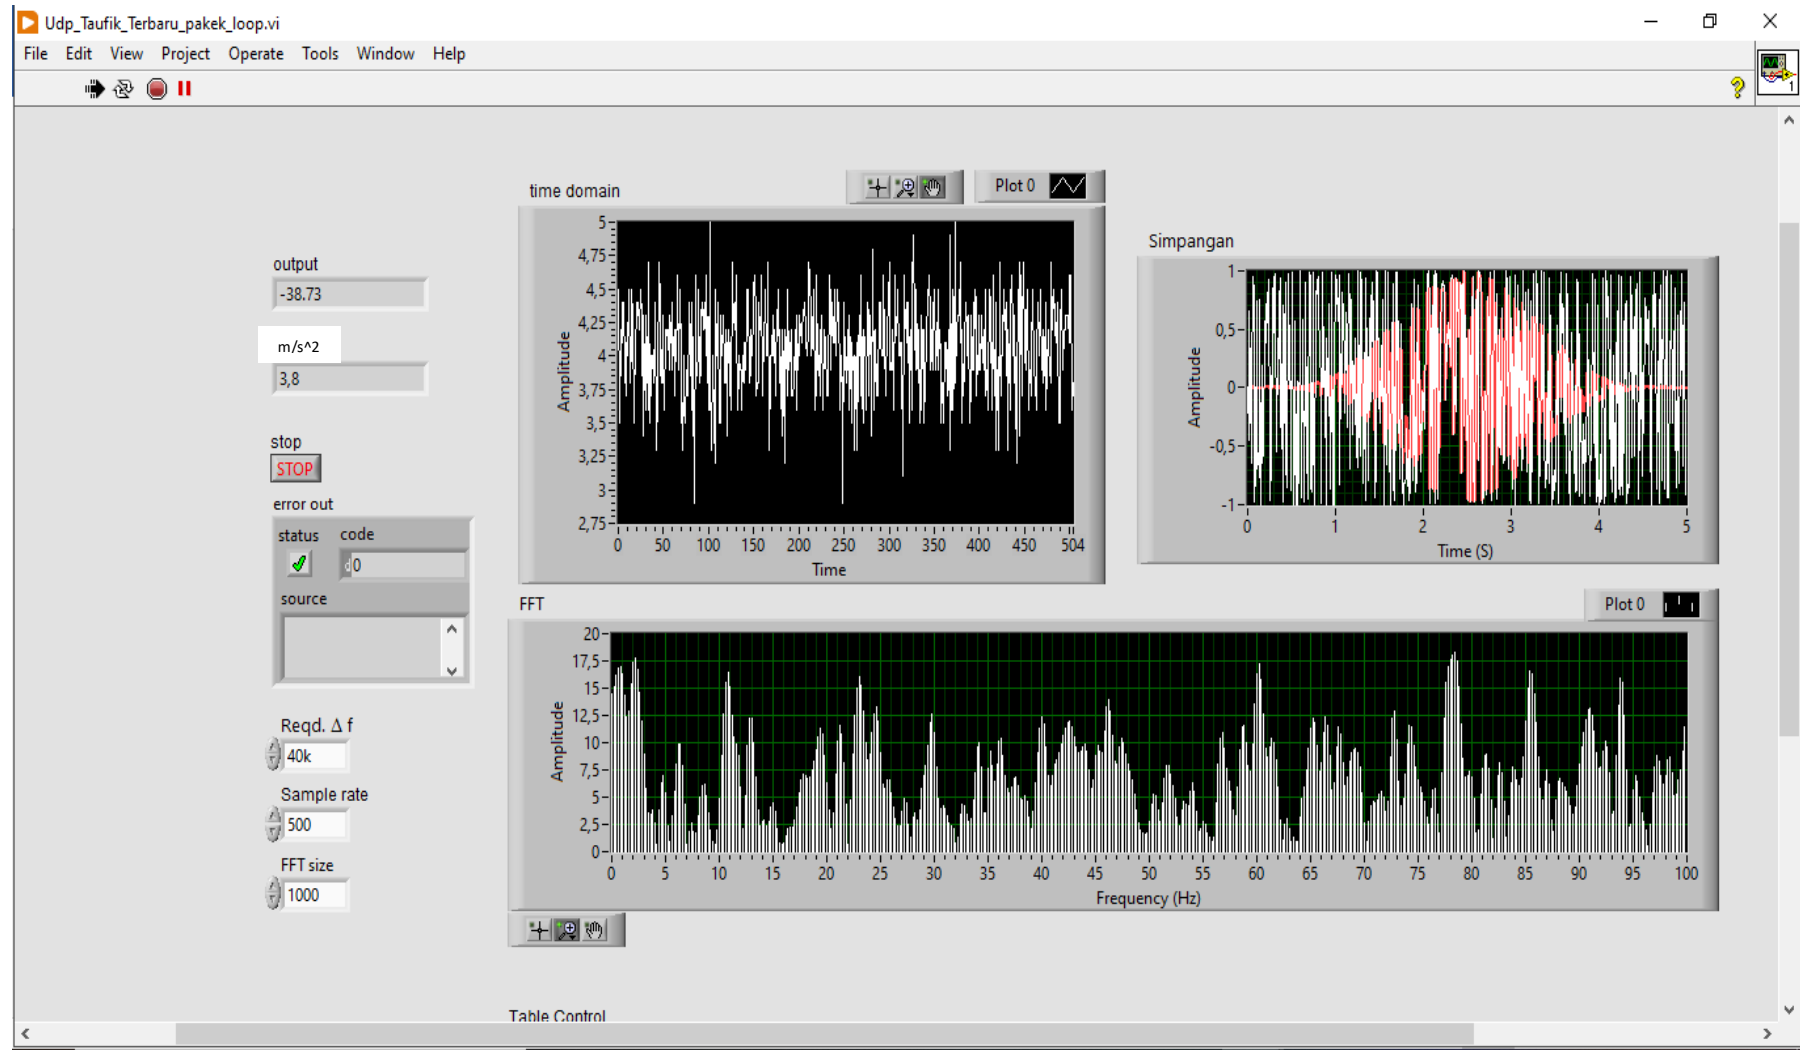 Udp_Taufik_Terbaru_pakek_loop.vi
File Edit View Project Operate Tools Window Help
1
output
-38.73
m/s^2
3,8
stop
STOP
error out
status code
d0
source
Reqd. Δ f
40k
Sample rate
500
FFT size
1000
time domain
Plot 0
Amplitude
5
4,75
4,5
4,25
4
3,75
3,5
3,25
3
2,75
0 50 100 150 200 250 300 350 400 450 504
Time
Simpangan
Amplitude
1
0,5
0
-0,5
-1
0 1 2 3 4 5
Time (S)
FFT
Plot 0
Amplitude
20
17,5
15
12,5
10
7,5
5
2,5
0
0 5 10 15 20 25 30 35 40 45 50 55 60 65 70 75 80 85 90 95 100
Frequency (Hz)
Table Control